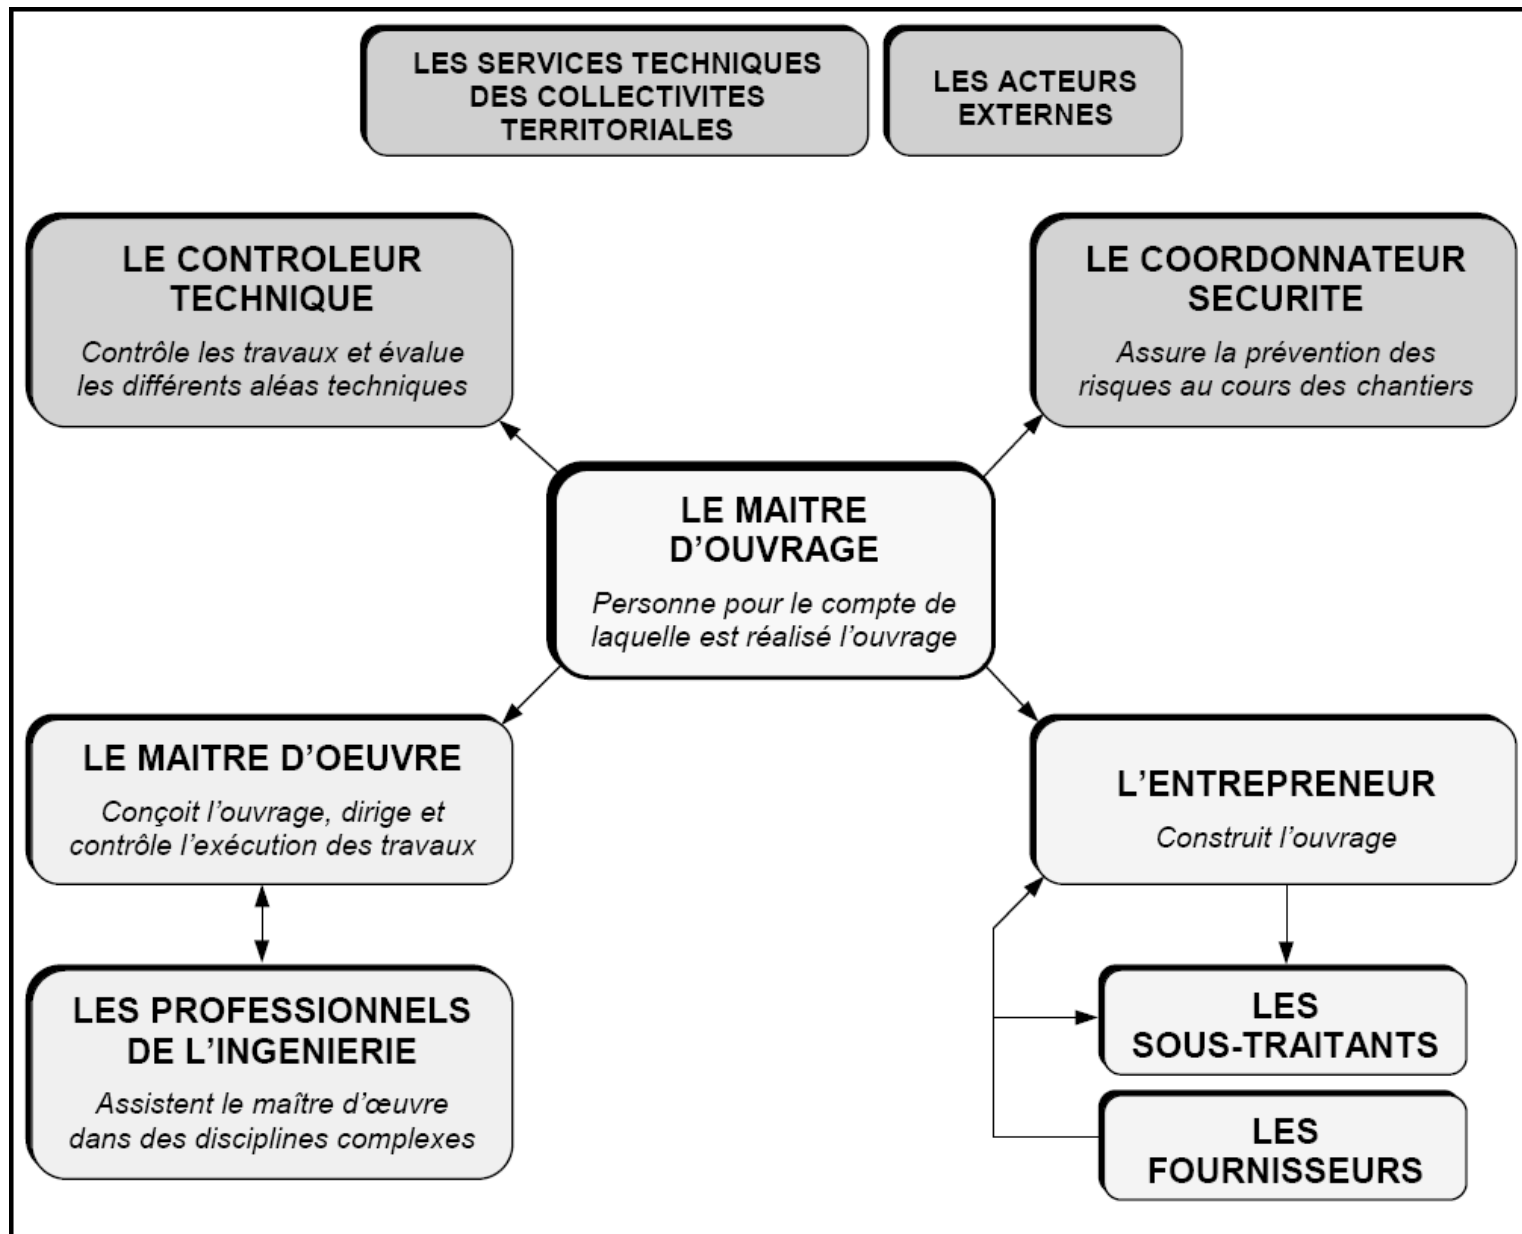 LES SERVICES TECHNIQUES
DES COLLECTIVITES
TERRITORIALES
LES ACTEURS
EXTERNES
LE CONTROLEUR
TECHNIQUE
Contrôle les travaux et évalue
les différents aléas techniques
LE COORDONNATEUR
SECURITE
Assure la prévention des
risques au cours des chantiers
LE MAITRE
D’OUVRAGE
Personne pour le compte de
laquelle est réalisé l’ouvrage
LE MAITRE D’OEUVRE
Conçoit l’ouvrage, dirige et
contrôle l’exécution des travaux
L’ENTREPRENEUR
Construit l’ouvrage
LES PROFESSIONNELS
DE L’INGENIERIE
Assistent le maître d’œuvre
dans des disciplines complexes
LES
SOUS-TRAITANTS
LES
FOURNISSEURS